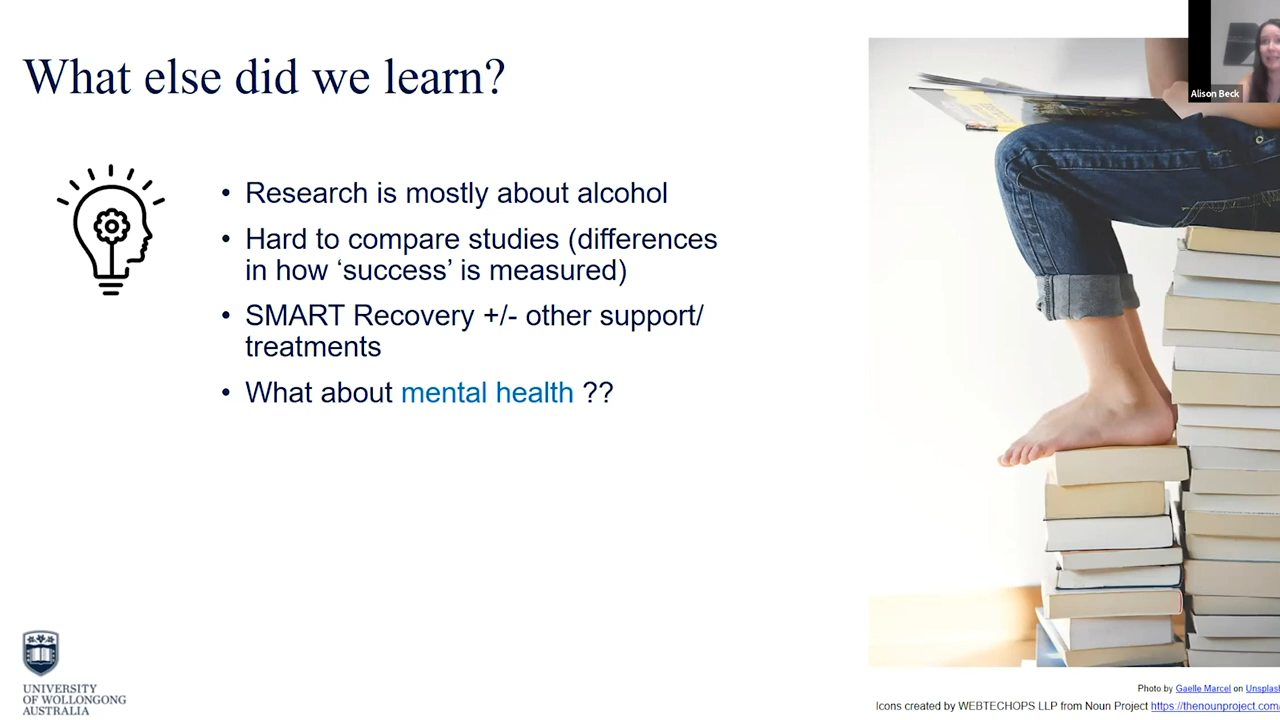 What else did we learn?
Alison Beck
• Research is mostly about alcohol
• Hard to compare studies (differences
in how ‘success’ is measured)
• SMART Recovery +/- other support/
treatments
• What about mental health ??
UNIVERSITY
OF WOLLONGONG
AUSTRALIA
Photo by Gaelle Marcel on Unsplash
Icons created by WEBTECHOPS LLP from Noun Project https://thenounproject.com/